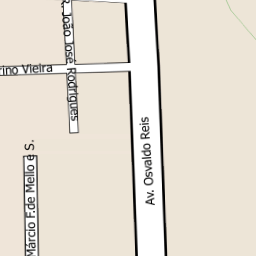 R. João José Rodrigues
rino Vieira
Av. Osvaldo Reis
Márcio F.de Mello e S.